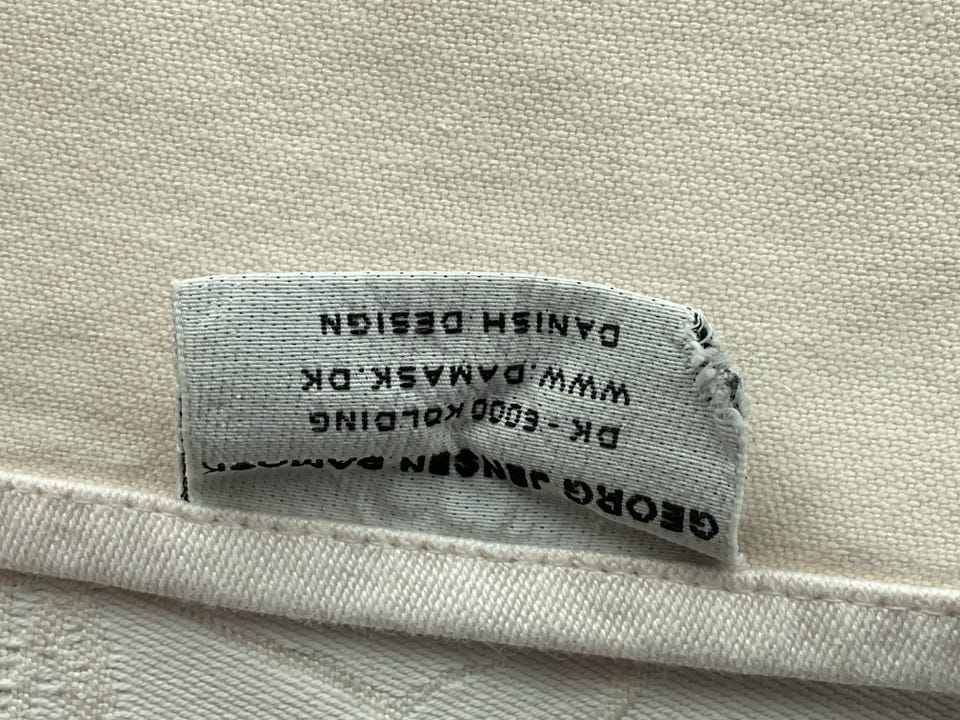 GEORG JENSEN DAMASK
DK - 6000 KOLDING
WWW.DAMASK.DK
DANISH DESIGN